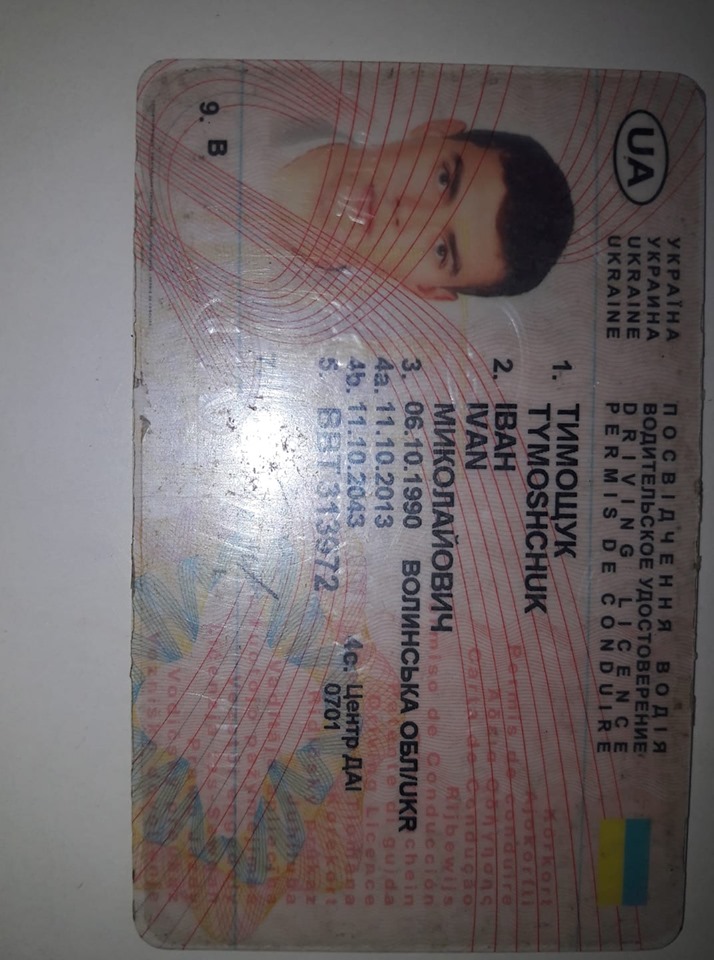 UA
УКРАЇНА
УКРАИНА
UKRAINE
UKRAINE
ПОСВІДЧЕННЯ ВОДІЯ
ВОДИТЕЛЬСКОЕ УДОСТОВЕРЕНИЕ
DRIVING LICENCE
PERMIS DE CONDUIRE
1. ТИМОЩУК
TYMOSHCHUK
2. ІВАН
IVAN
МИКОЛАЙОВИЧ
3. 06.10.1990 ВОЛИНСЬКА ОБЛ/UKR
4a. 11.10.2013
4b. 11.10.2043 4c. Центр ДАІ
0701
5. ВВТ 313972
9. B